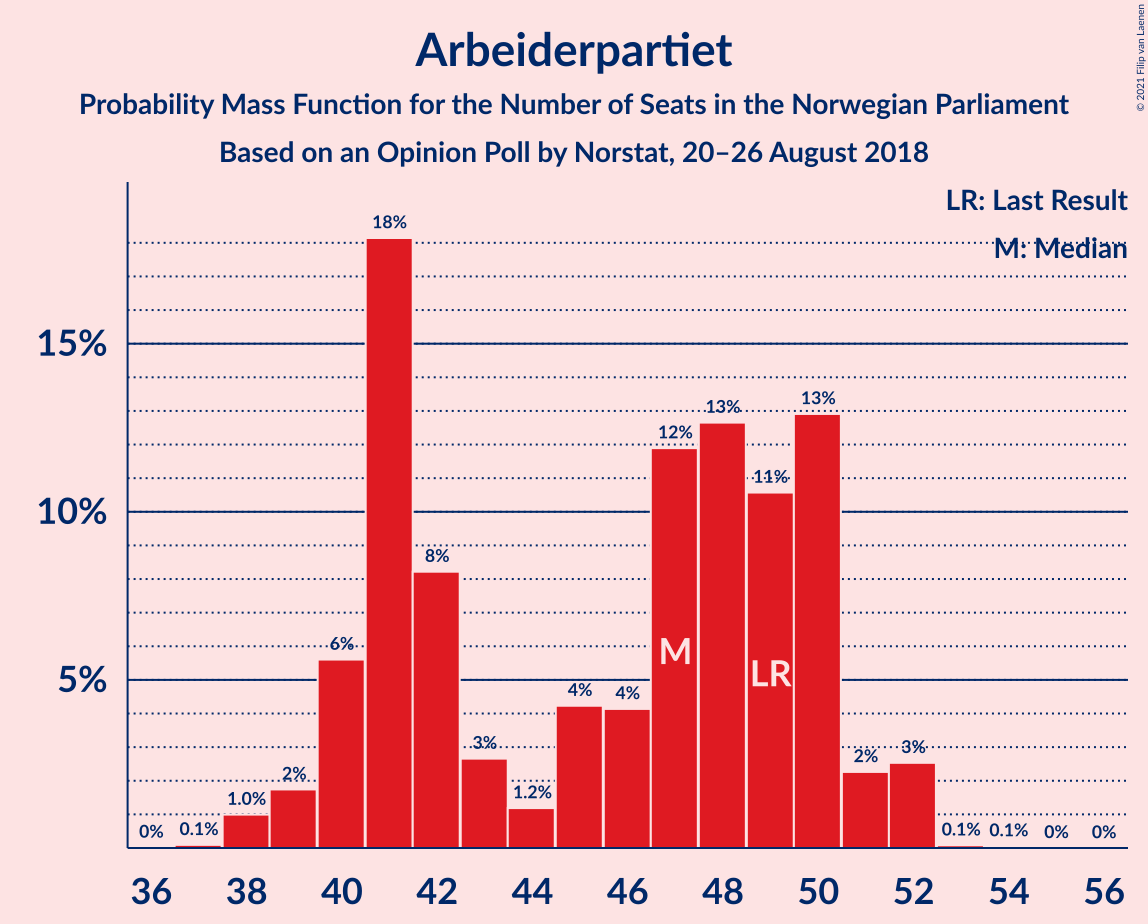 Arbeiderpartiet
Probability Mass Function for the Number of Seats in the Norwegian Parliament
Based on an Opinion Poll by Norstat, 20–26 August 2018
© 2021 Filip van Laenen
LR: Last Result
M: Median
15%
10%
5%
0%
0.1%
1.0%
2%
6%
18%
8%
3%
1.2%
4%
4%
12%
13%
11%
13%
2%
3%
0.1%
0.1%
0%
0%
M
LR
36 38 40 42 44 46 48 50 52 54 56